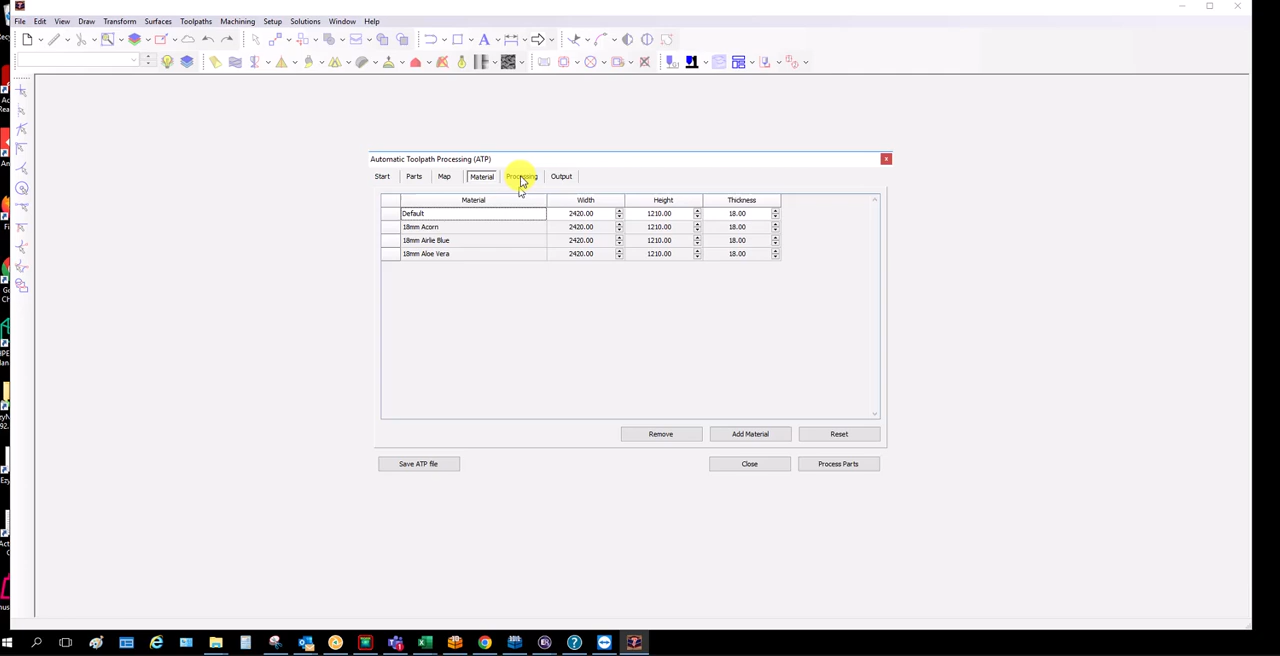 File Edit View Draw Transform Surfaces Toolpaths Machining Setup Solutions Window Help
Automatic Toolpath Processing (ATP)
Start Parts Map Material Processing Output
Material Width Height Thickness
Default 2420.00 1210.00 18.00
18mm Acorn 2420.00 1210.00 18.00
18mm Airlie Blue 2420.00 1210.00 18.00
18mm Aloe Vera 2420.00 1210.00 18.00
Remove Add Material Reset
Save ATP file Close Process Parts